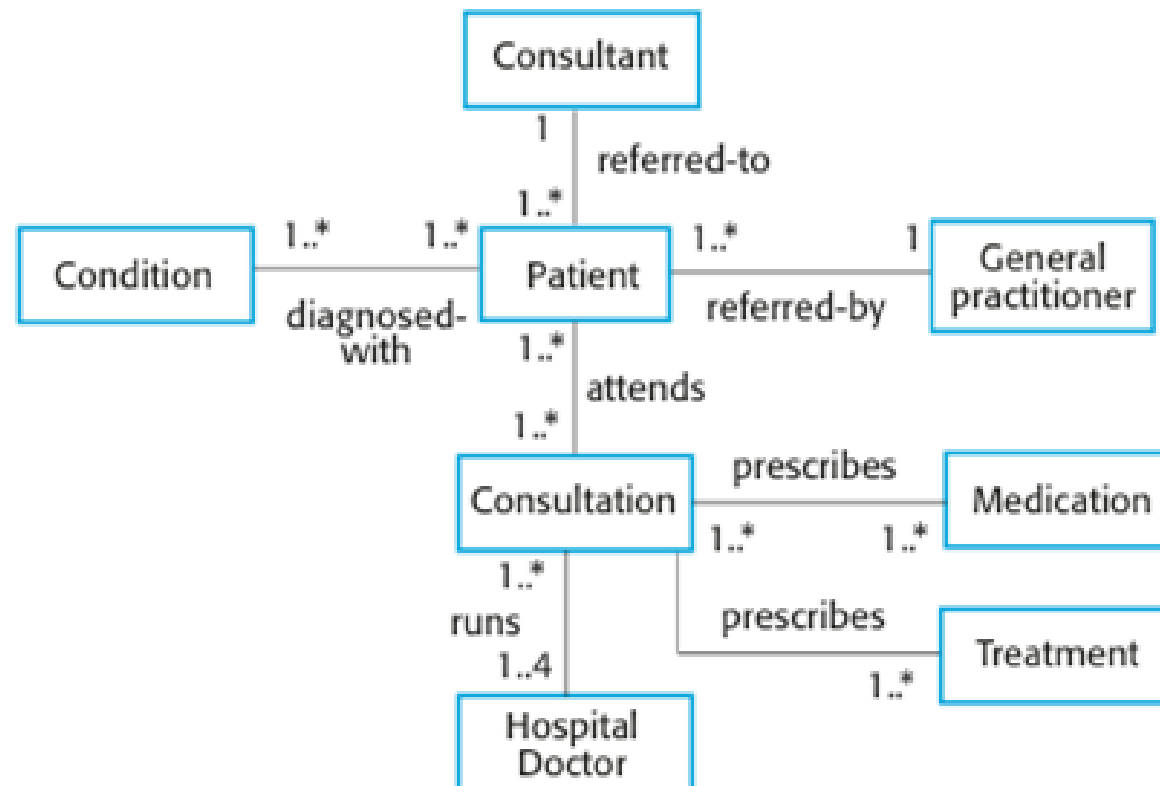 Consultant
1
referred-to
1..*
1..*
1..*
1..*
1
Condition
Patient
General
practitioner
diagnosed-
with
referred-by
1..*
attends
1..*
prescribes
Consultation
Medication
1..*
1..*
1..*
runs
prescribes
1..4
Treatment
1..*
Hospital
Doctor